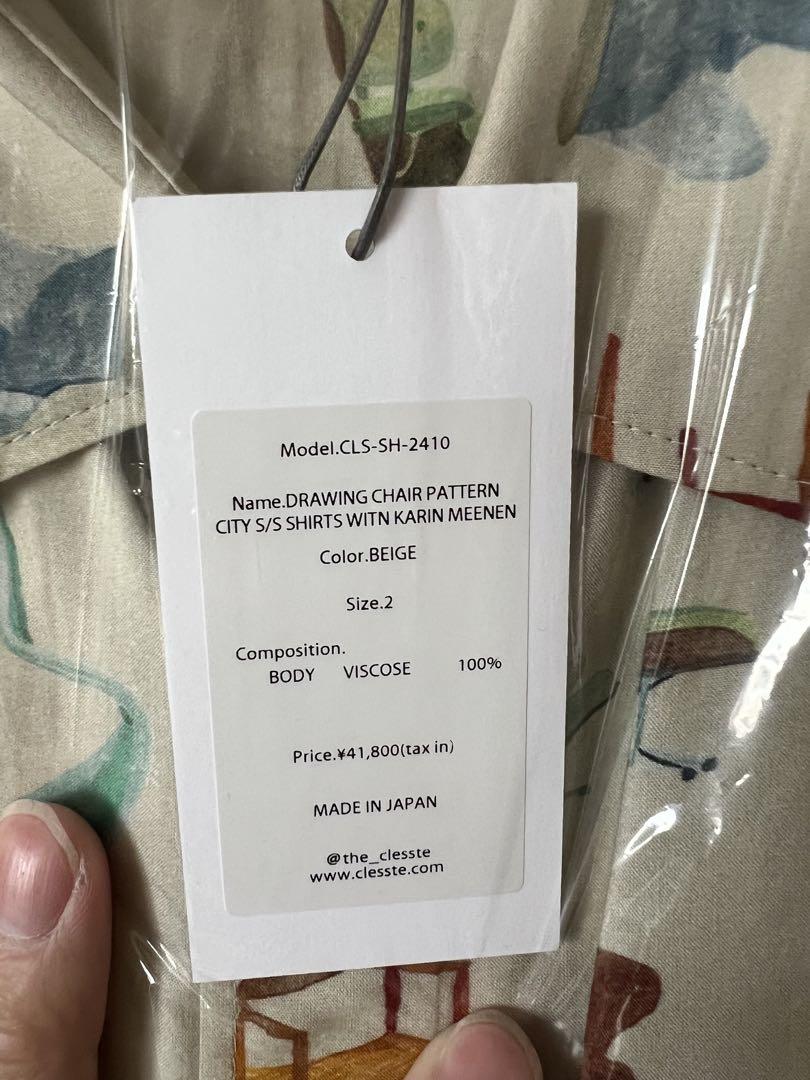 Model.CLS-SH-2410
Name.DRAWING CHAIR PATTERN
CITY S/S SHIRTS WITN KARIN MEENEN
Color.BEIGE
Size.2
Composition.
BODY VISCOSE 100%
Price.¥41,800(tax in)
MADE IN JAPAN
@the_clesste
www.clesste.com